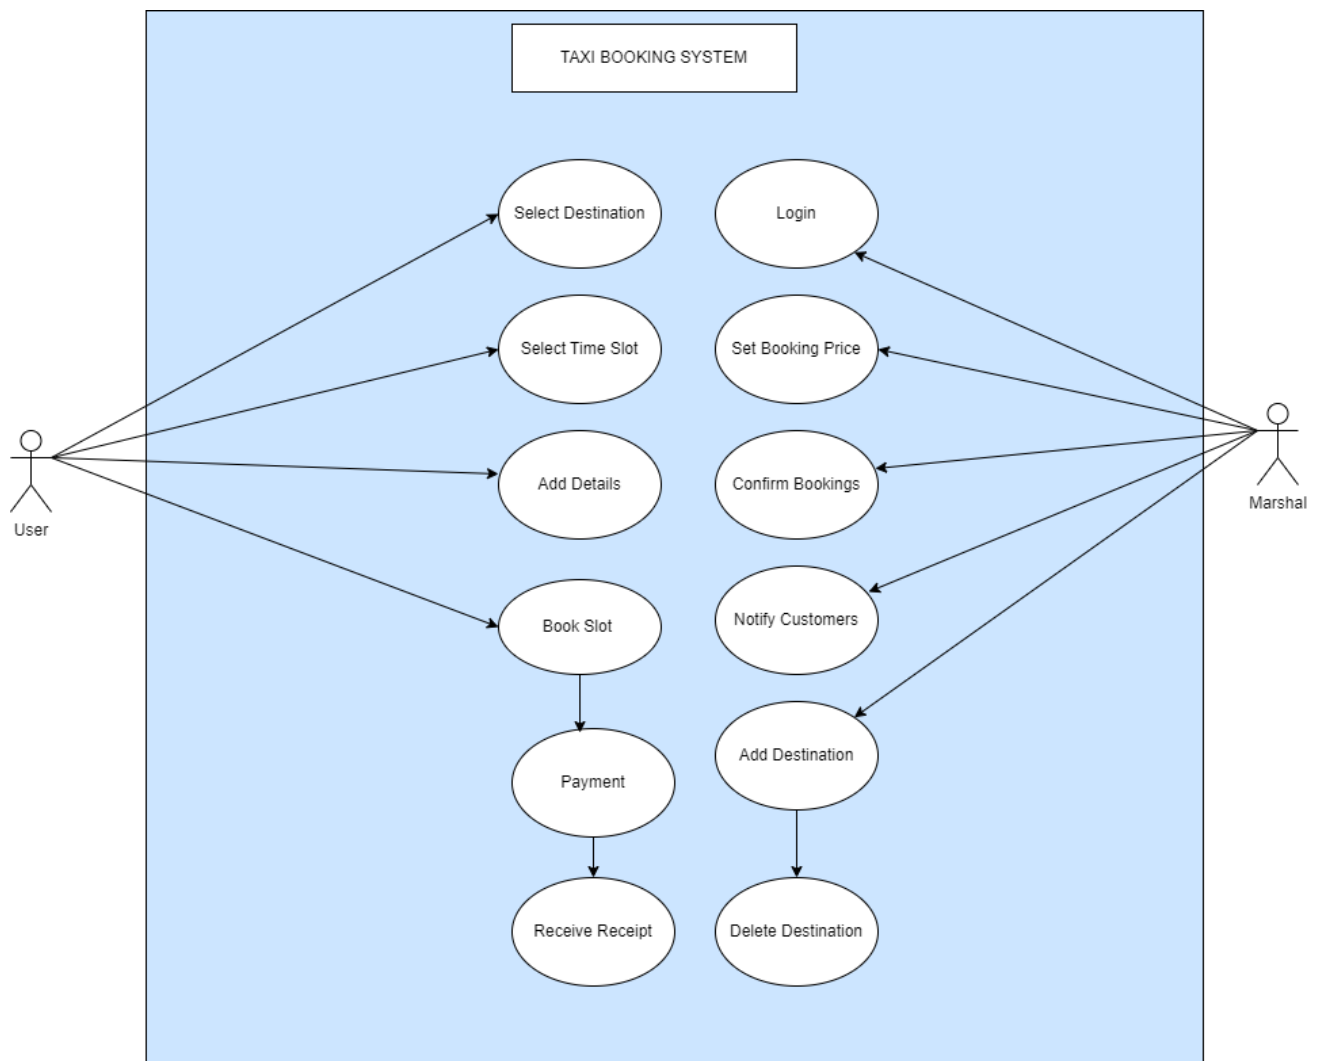 TAXI BOOKING SYSTEM
Select Destination
Login
Select Time Slot
Set Booking Price
Add Details
Confirm Bookings
User
Marshal
Book Slot
Notify Customers
Payment
Add Destination
Receive Receipt
Delete Destination